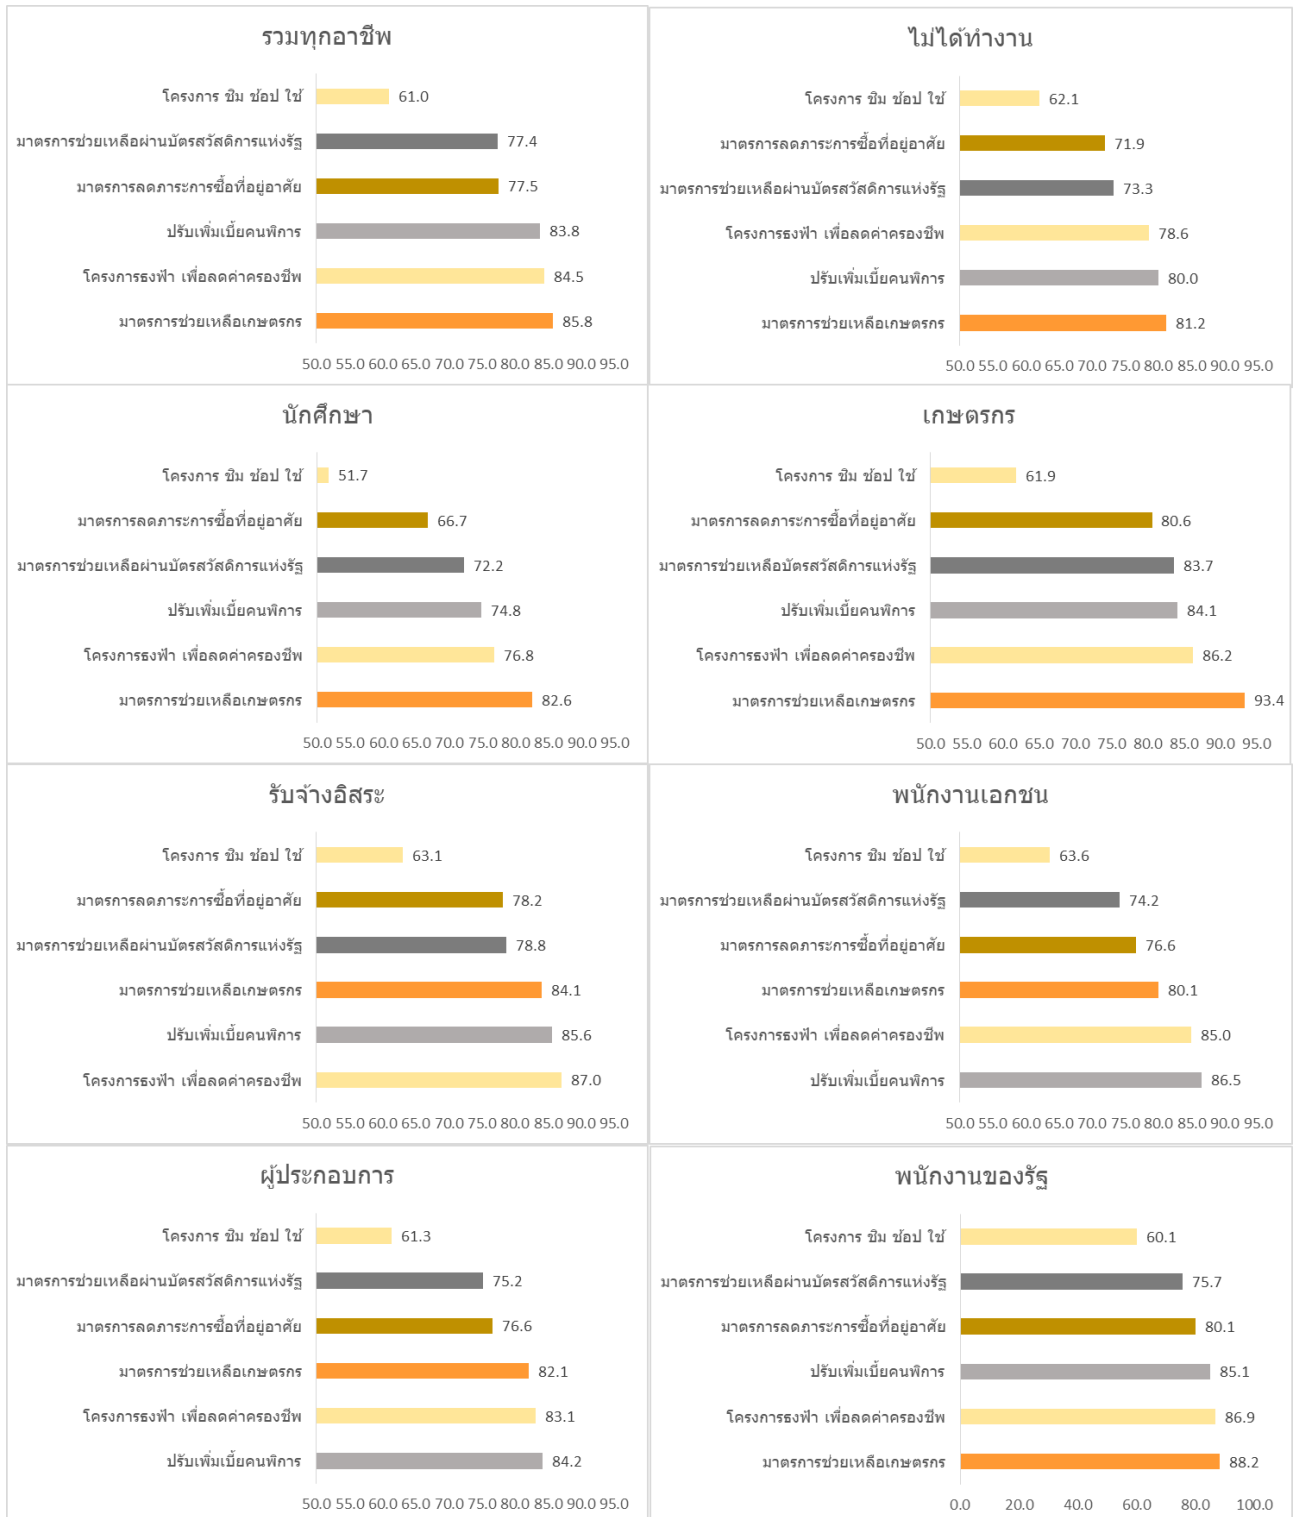 รวมทุกอาชีพ
โครงการ ชิม ช้อป ใช้ 61.0
มาตรการช่วยเหลือผ่านบัตรสวัสดิการแห่งรัฐ 77.4
มาตรการลดภาระการซื้อที่อยู่อาศัย 77.5
ปรับเพิ่มเบี้ยคนพิการ 83.8
โครงการธงฟ้า เพื่อลดค่าครองชีพ 84.5
มาตรการช่วยเหลือเกษตรกร 85.8
50.0 55.0 60.0 65.0 70.0 75.0 80.0 85.0 90.0 95.0
ไม่ได้ทำงาน
โครงการ ชิม ช้อป ใช้ 62.1
มาตรการลดภาระการซื้อที่อยู่อาศัย 71.9
มาตรการช่วยเหลือผ่านบัตรสวัสดิการแห่งรัฐ 73.3
โครงการธงฟ้า เพื่อลดค่าครองชีพ 78.6
ปรับเพิ่มเบี้ยคนพิการ 80.0
มาตรการช่วยเหลือเกษตรกร 81.2
50.0 55.0 60.0 65.0 70.0 75.0 80.0 85.0 90.0 95.0
นักศึกษา
โครงการ ชิม ช้อป ใช้ 51.7
มาตรการลดภาระการซื้อที่อยู่อาศัย 66.7
มาตรการช่วยเหลือผ่านบัตรสวัสดิการแห่งรัฐ 72.2
ปรับเพิ่มเบี้ยคนพิการ 74.8
โครงการธงฟ้า เพื่อลดค่าครองชีพ 76.8
มาตรการช่วยเหลือเกษตรกร 82.6
50.0 55.0 60.0 65.0 70.0 75.0 80.0 85.0 90.0 95.0
เกษตรกร
โครงการ ชิม ช้อป ใช้ 61.9
มาตรการลดภาระการซื้อที่อยู่อาศัย 80.6
มาตรการช่วยเหลือบัตรสวัสดิการแห่งรัฐ 83.7
ปรับเพิ่มเบี้ยคนพิการ 84.1
โครงการธงฟ้า เพื่อลดค่าครองชีพ 86.2
มาตรการช่วยเหลือเกษตรกร 93.4
50.0 55.0 60.0 65.0 70.0 75.0 80.0 85.0 90.0 95.0
รับจ้างอิสระ
โครงการ ชิม ช้อป ใช้ 63.1
มาตรการลดภาระการซื้อที่อยู่อาศัย 78.2
มาตรการช่วยเหลือผ่านบัตรสวัสดิการแห่งรัฐ 78.8
มาตรการช่วยเหลือเกษตรกร 84.1
ปรับเพิ่มเบี้ยคนพิการ 85.6
โครงการธงฟ้า เพื่อลดค่าครองชีพ 87.0
50.0 55.0 60.0 65.0 70.0 75.0 80.0 85.0 90.0 95.0
พนักงานเอกชน
โครงการ ชิม ช้อป ใช้ 63.6
มาตรการช่วยเหลือผ่านบัตรสวัสดิการแห่งรัฐ 74.2
มาตรการลดภาระการซื้อที่อยู่อาศัย 76.6
มาตรการช่วยเหลือเกษตรกร 80.1
โครงการธงฟ้า เพื่อลดค่าครองชีพ 85.0
ปรับเพิ่มเบี้ยคนพิการ 86.5
50.0 55.0 60.0 65.0 70.0 75.0 80.0 85.0 90.0 95.0
ผู้ประกอบการ
โครงการ ชิม ช้อป ใช้ 61.3
มาตรการช่วยเหลือผ่านบัตรสวัสดิการแห่งรัฐ 75.2
มาตรการลดภาระการซื้อที่อยู่อาศัย 76.6
มาตรการช่วยเหลือเกษตรกร 82.1
โครงการธงฟ้า เพื่อลดค่าครองชีพ 83.1
ปรับเพิ่มเบี้ยคนพิการ 84.2
50.0 55.0 60.0 65.0 70.0 75.0 80.0 85.0 90.0 95.0
พนักงานของรัฐ
โครงการ ชิม ช้อป ใช้ 60.1
มาตรการช่วยเหลือผ่านบัตรสวัสดิการแห่งรัฐ 75.7
มาตรการลดภาระการซื้อที่อยู่อาศัย 80.1
ปรับเพิ่มเบี้ยคนพิการ 85.1
โครงการธงฟ้า เพื่อลดค่าครองชีพ 86.9
มาตรการช่วยเหลือเกษตรกร 88.2
0.0 20.0 40.0 60.0 80.0 100.0